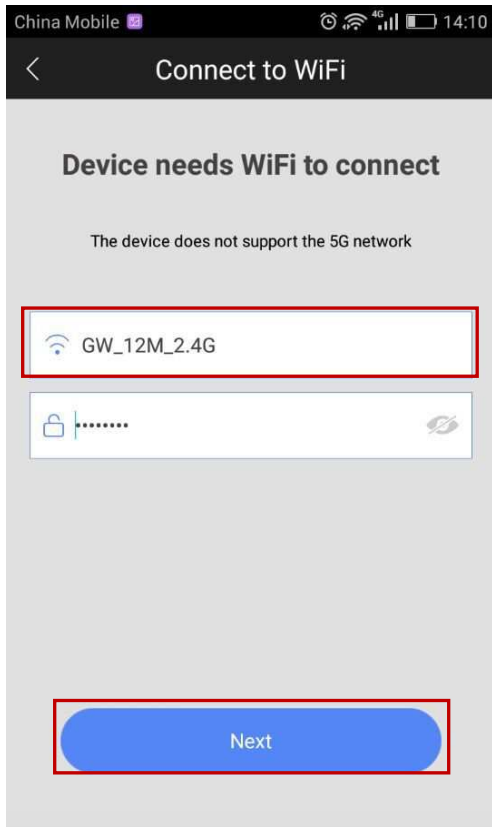 China Mobile 4G 14:10
Connect to WiFi
Device needs WiFi to connect
The device does not support the 5G network
GW_12M_2.4G
••••••••
Next